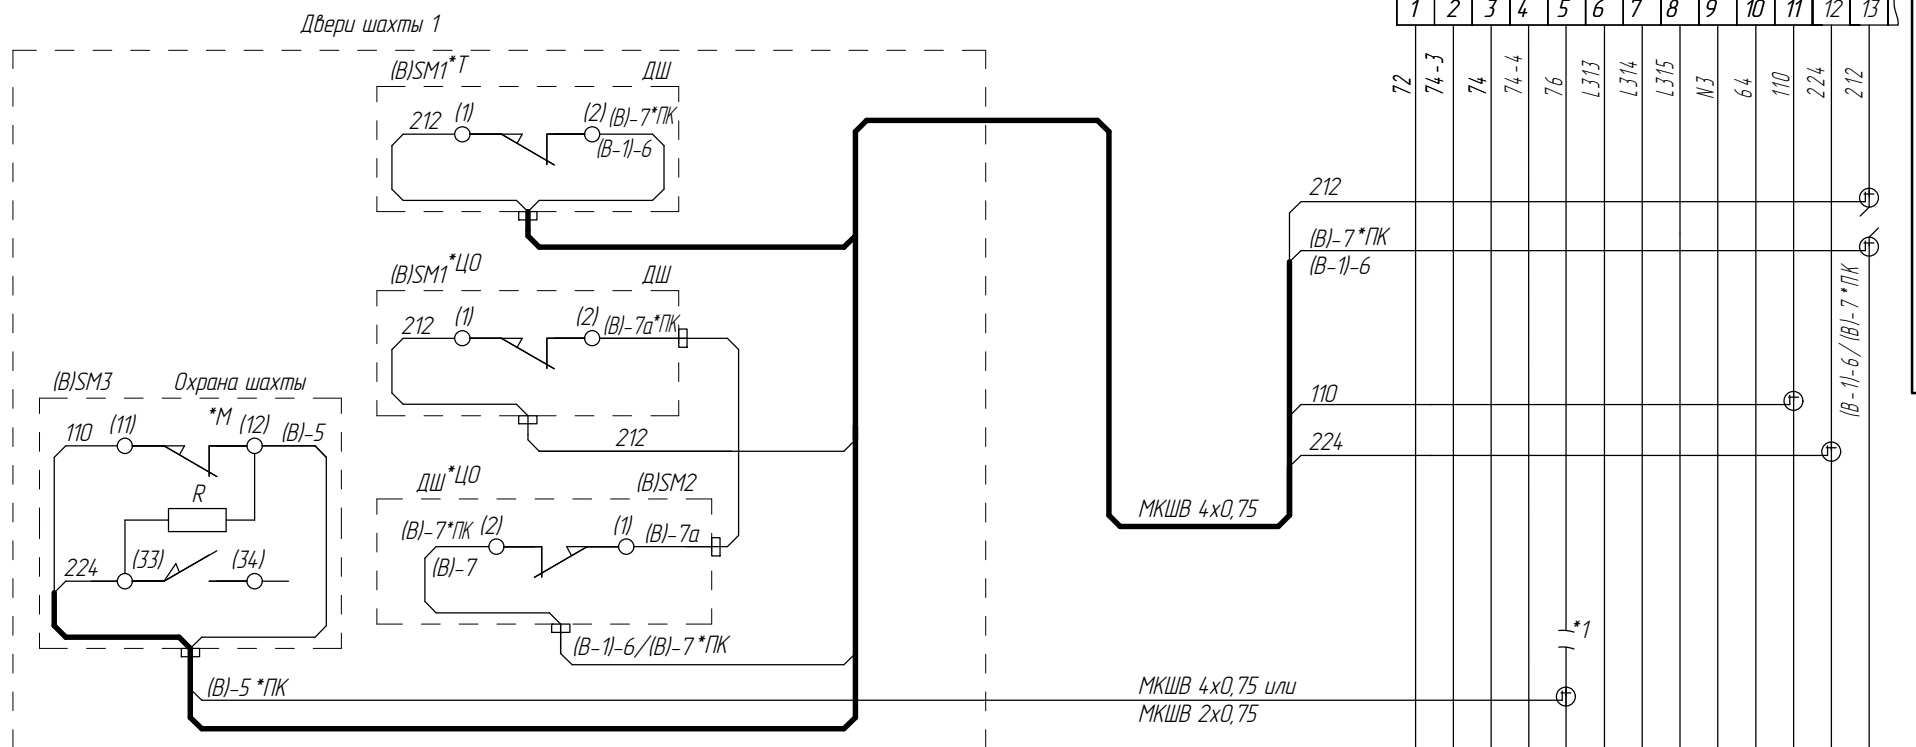 Двери шахты 1
1 2 3 4 5 6 7 8 9 10 11 12 13
72 74-3 74 74-4 76 L313 L314 L315 N3 64 110 224 212
(В)SM1*Т ДШ
212 (1) (2) (В)-7*ПК
(В-1)-6
212
(В)-7*ПК
(В-1)-6
(В)SM1*ЦО ДШ
212 (1) (2) (В)-7а*ПК
(В-1)-6/(В)-7*ПК
(В)SM3 Охрана шахты
110 (11) *М (12) (В)-5
110
212
224
R
ДШ*ЦО (В)SM2
(В)-7*ПК (2) (1) (В)-7а
(В)-7
МКШВ 4х0,75
224 (33) (34)
*1
(В-1)-6/(В)-7*ПК
(В)-5 *ПК
МКШВ 4х0,75 или
МКШВ 2х0,75